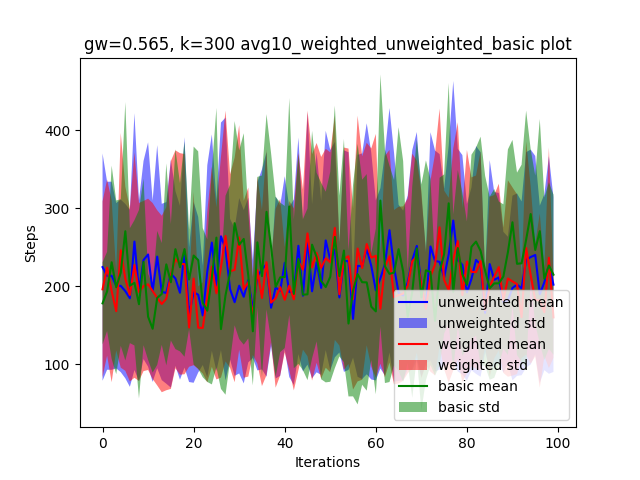 gw=0.565, k=300 avg10_weighted_unweighted_basic plot
Steps
400
300
200
100
0
20
40
60
80
100
Iterations
unweighted mean
unweighted std
weighted mean
weighted std
basic mean
basic std